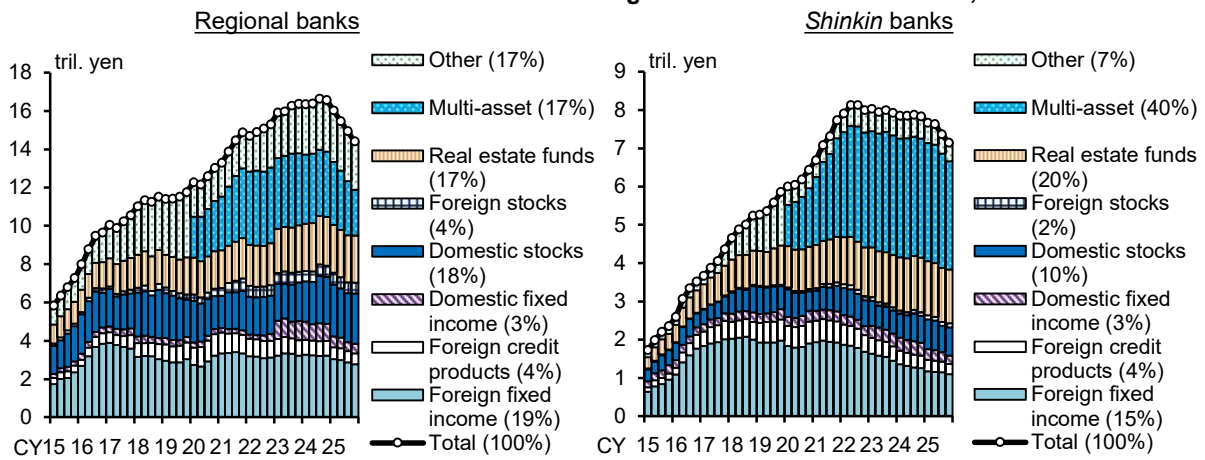 Regional banks
tril. yen
18
16
14
12
10
8
6
4
2
0
CY 15 16 17 18 19 20 21 22 23 24 25
Other (17%)
Multi-asset (17%)
Real estate funds
(17%)
Foreign stocks
(4%)
Domestic stocks
(18%)
Domestic fixed
income (3%)
Foreign credit
products (4%)
Foreign fixed
income (19%)
Total (100%)
Shinkin banks
tril. yen
9
8
7
6
5
4
3
2
1
0
CY 15 16 17 18 19 20 21 22 23 24 25
Other (7%)
Multi-asset (40%)
Real estate funds
(20%)
Foreign stocks
(2%)
Domestic stocks
(10%)
Domestic fixed
income (3%)
Foreign credit
products (4%)
Foreign fixed
income (15%)
Total (100%)